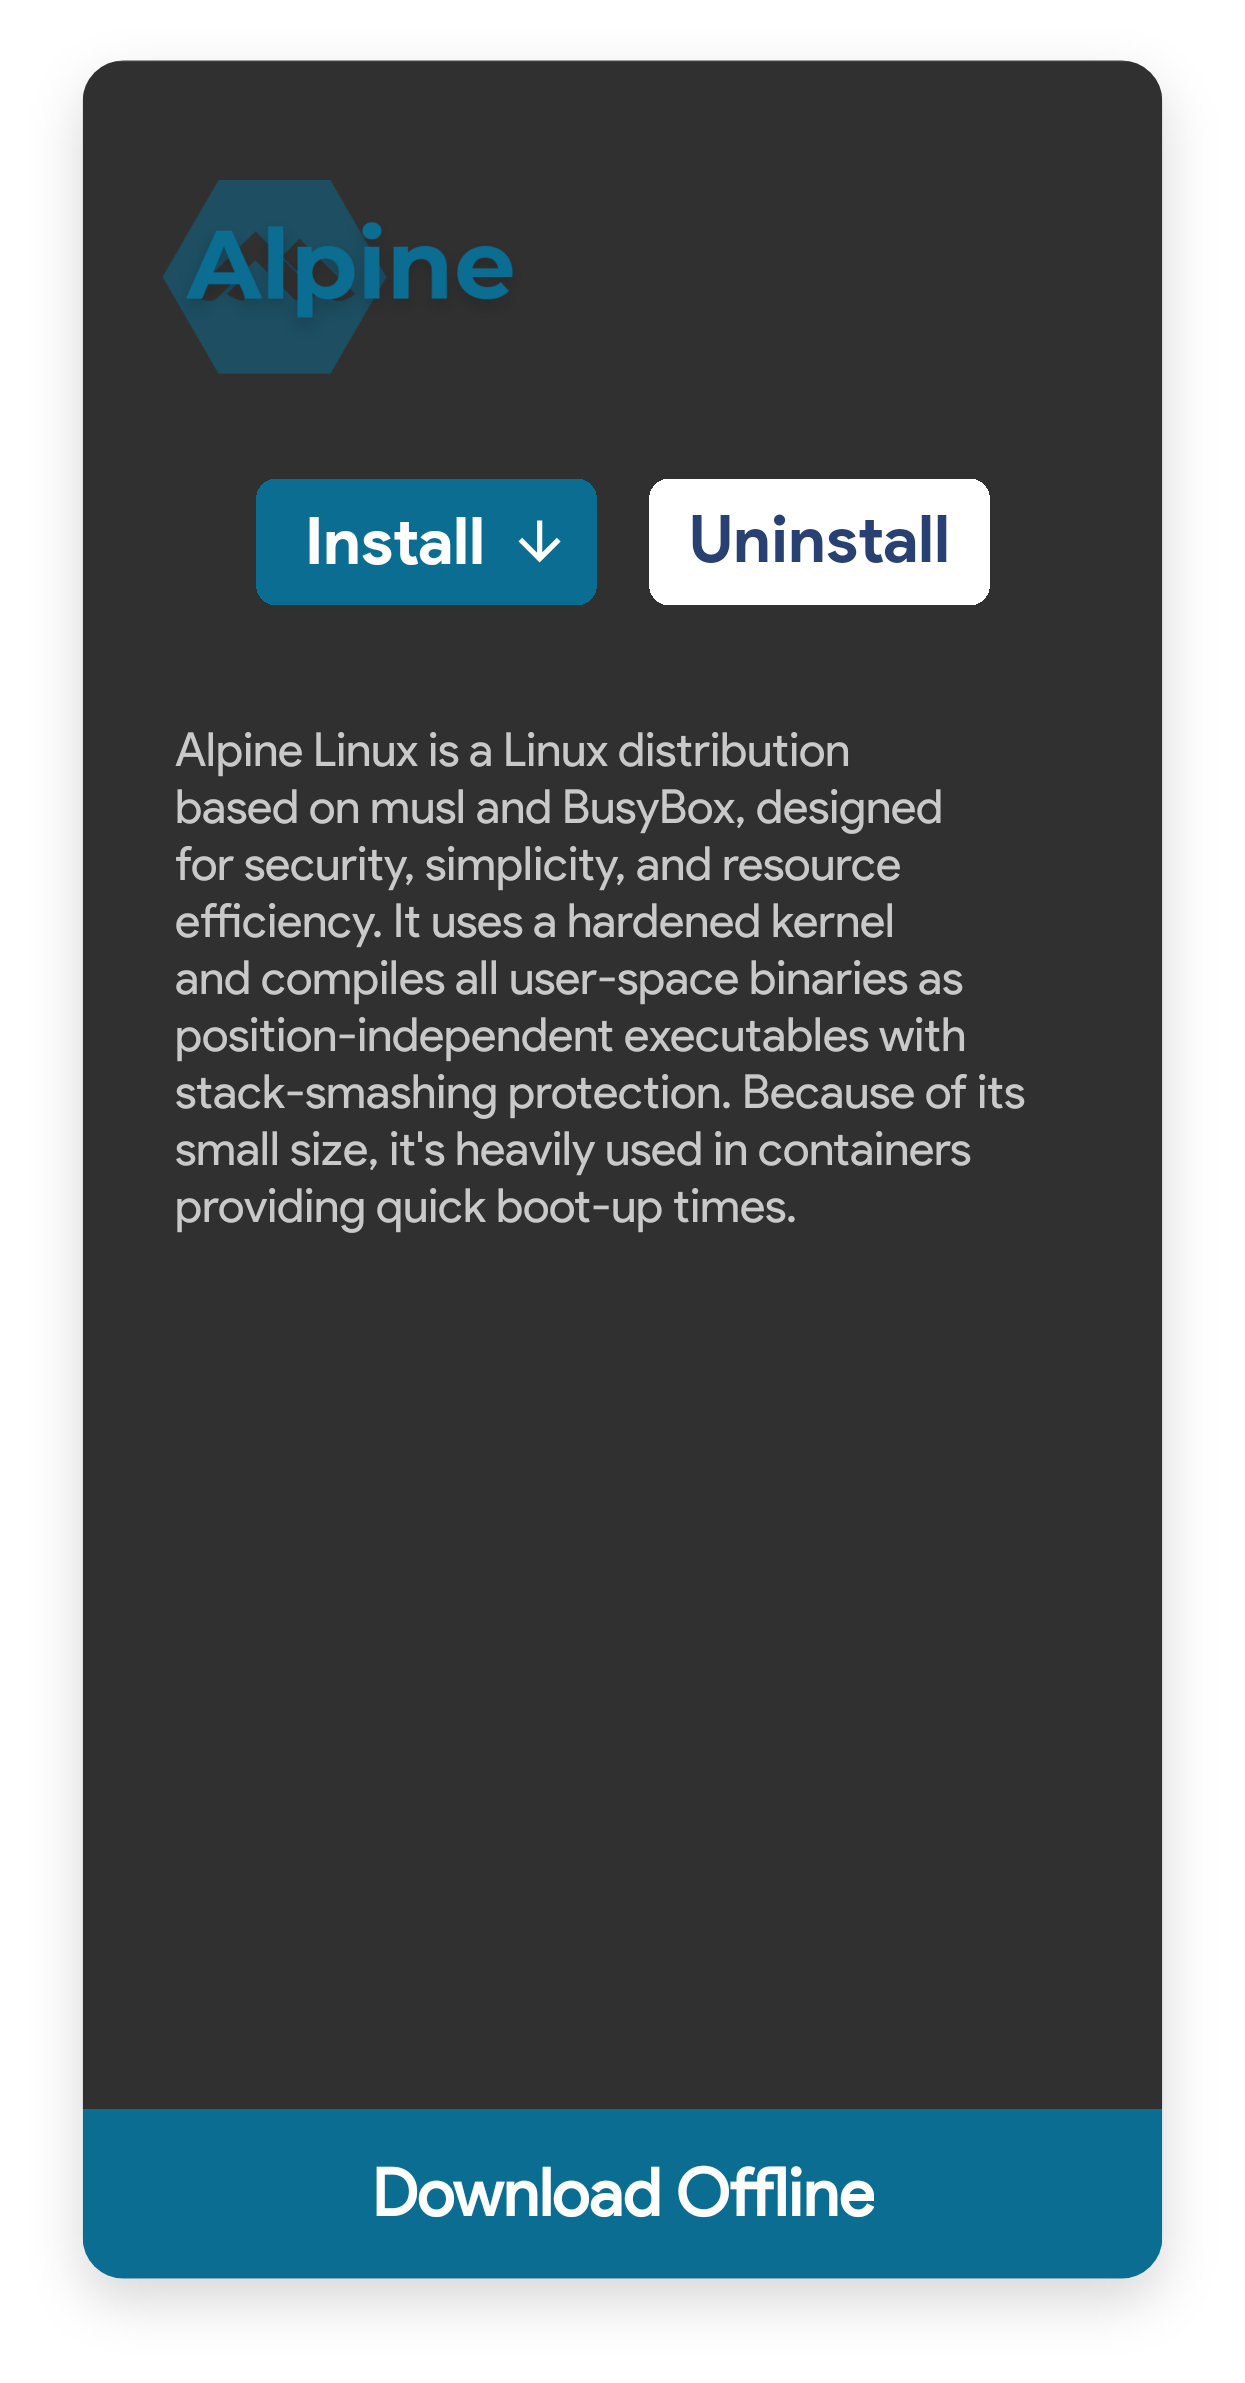 Alpine
Install ↓
Uninstall
Alpine Linux is a Linux distribution
based on musl and BusyBox, designed
for security, simplicity, and resource
efficiency. It uses a hardened kernel
and compiles all user-space binaries as
position-independent executables with
stack-smashing protection. Because of its
small size, it's heavily used in containers
providing quick boot-up times.
Download Offline